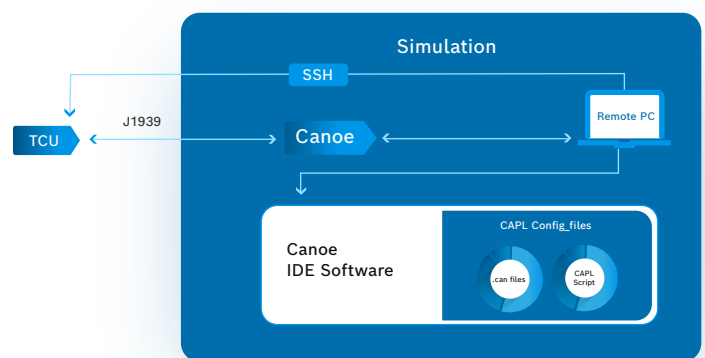 Simulation
SSH
Remote PC
J1939
TCU
Canoe
CAPL Config_files
Canoe
IDE Software
.can files
CAPL
Script